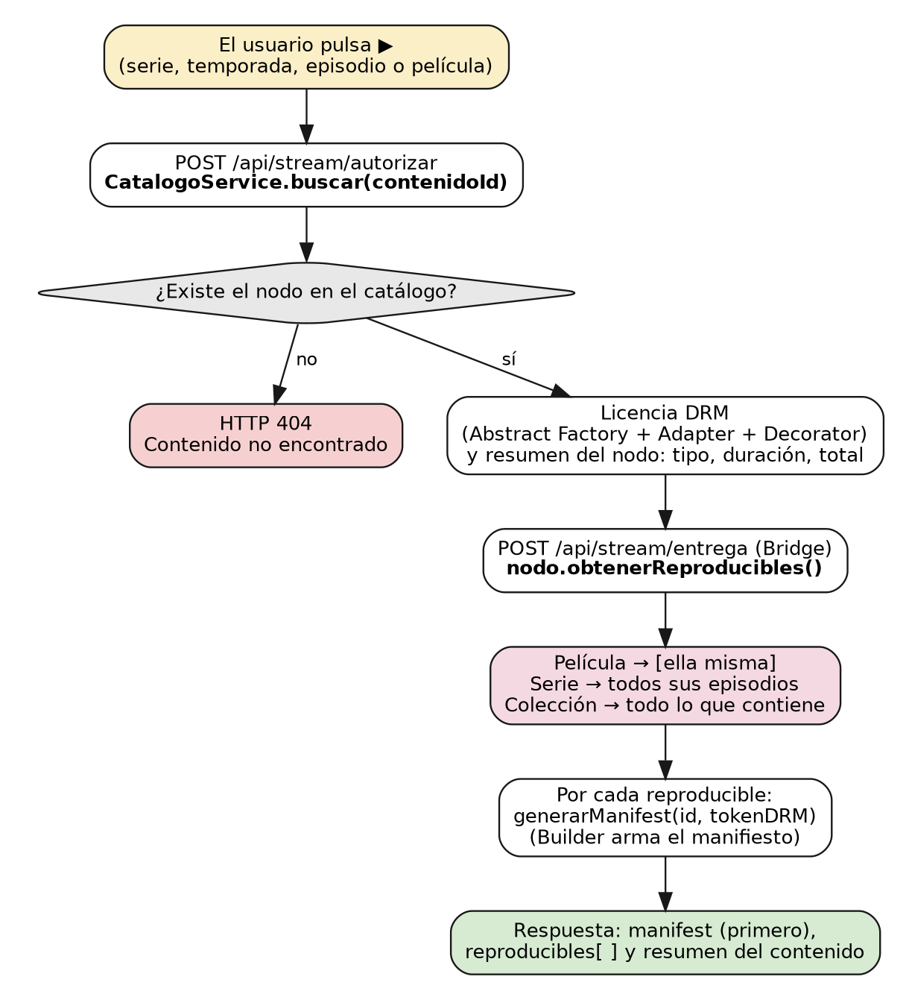 El usuario pulsa ▶
(serie, temporada, episodio o película)
POST /api/stream/autorizar
CatalogoService.buscar(contenidoId)
¿Existe el nodo en el catálogo?
no
sí
HTTP 404
Contenido no encontrado
Licencia DRM
(Abstract Factory + Adapter + Decorator)
y resumen del nodo: tipo, duración, total
POST /api/stream/entrega (Bridge)
nodo.obtenerReproducibles()
Película → [ella misma]
Serie → todos sus episodios
Colección → todo lo que contiene
Por cada reproducible:
generarManifest(id, tokenDRM)
(Builder arma el manifiesto)
Respuesta: manifest (primero),
reproducibles[ ] y resumen del contenido